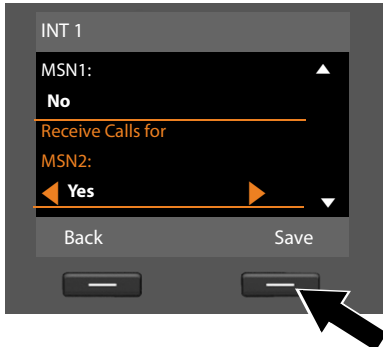 INT 1
MSN1:
No
Receive Calls for
MSN2:
Yes
Back Save